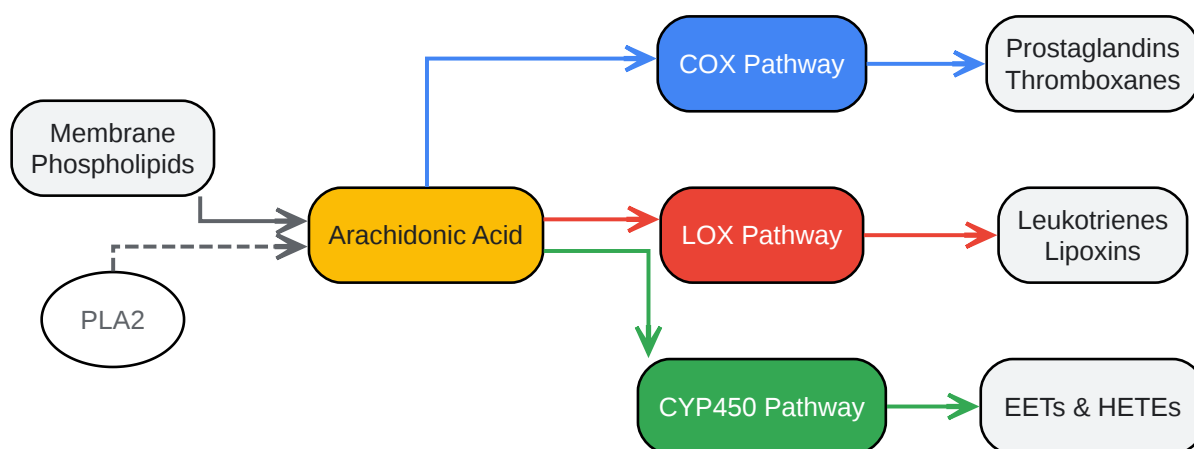 COX Pathway
Prostaglandins
Thromboxanes
Membrane
Phospholipids
Arachidonic Acid
LOX Pathway
Leukotrienes
Lipoxins
PLA2
CYP450 Pathway
EETs & HETEs